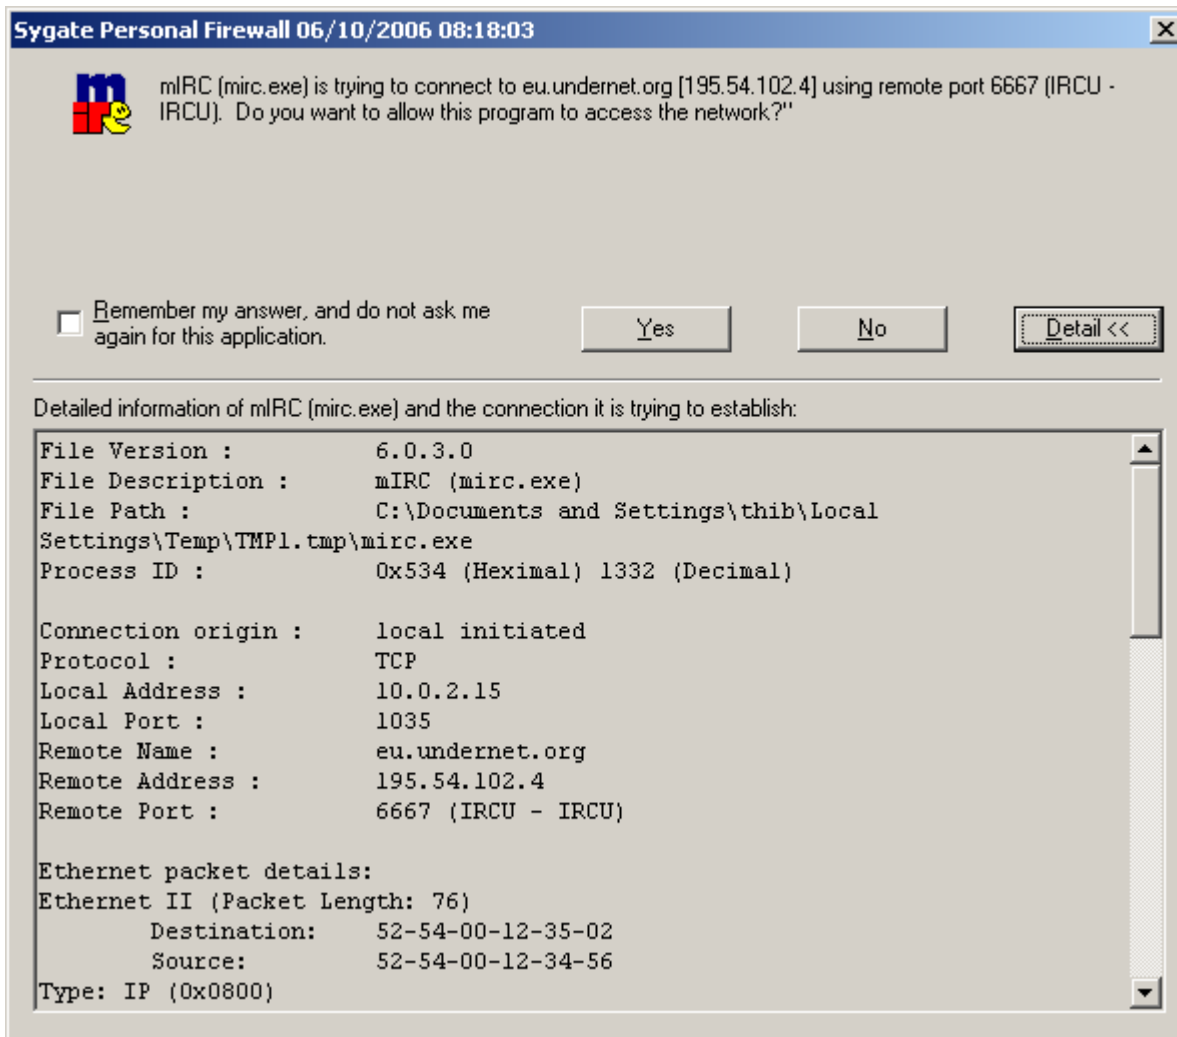 Sygate Personal Firewall 06/10/2006 08:18:03
mIRC (mirc.exe) is trying to connect to eu.undernet.org [195.54.102.4] using remote port 6667 (IRCU -
IRCU).  Do you want to allow this program to access the network?"
Remember my answer, and do not ask me
again for this application.
Yes
No
Detail <<
Detailed information of mIRC (mirc.exe) and the connection it is trying to establish:
File Version : 6.0.3.0
File Description : mIRC (mirc.exe)
File Path : C:\Documents and Settings\thib\Local
Settings\Temp\TMP1.tmp\mirc.exe
Process ID : 0x534 (Heximal) 1332 (Decimal)
Connection origin : local initiated
Protocol : TCP
Local Address : 10.0.2.15
Local Port : 1035
Remote Name : eu.undernet.org
Remote Address : 195.54.102.4
Remote Port : 6667 (IRCU - IRCU)
Ethernet packet details:
Ethernet II (Packet Length: 76)
Destination: 52-54-00-12-35-02
Source: 52-54-00-12-34-56
Type: IP (0x0800)